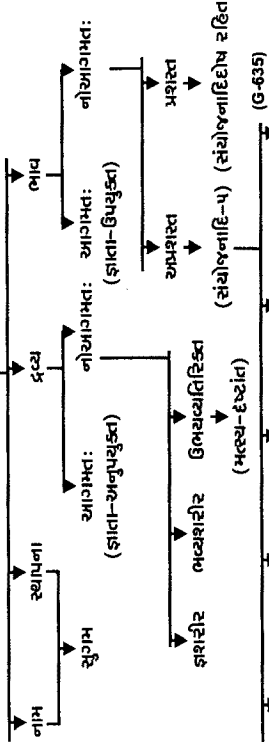 નામ સ્થાપના દ્રવ્ય ભાવ
સુગમ આગમતઃ નોઆગમતઃ આગમતઃ નોઆગમતઃ
(જ્ઞાતા-અનુપયુક્ત) (જ્ઞાતા-ઉપયુક્ત)
જ્ઞશરીર ભવ્યશરીર ઉભયવ્યતિરિક્ત અપ્રશસ્ત પ્રશસ્ત
(મત્સ્ય-દૃષ્ટાંત) (સંયોજનાદિ-૫) (સંયોજનાદિદોષ રહિત
(G-635)